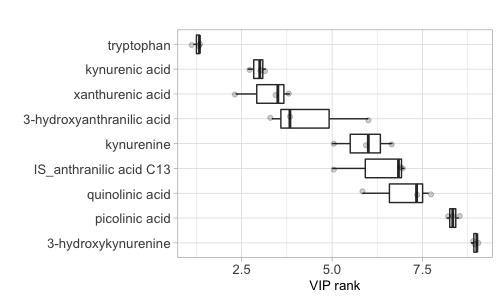 tryptophan
kynurenic acid
xanthurenic acid
3-hydroxyanthranilic acid
kynurenine
IS_anthranilic acid C13
quinolinic acid
picolinic acid
3-hydroxykynurenine
2.5 5.0 7.5
VIP rank